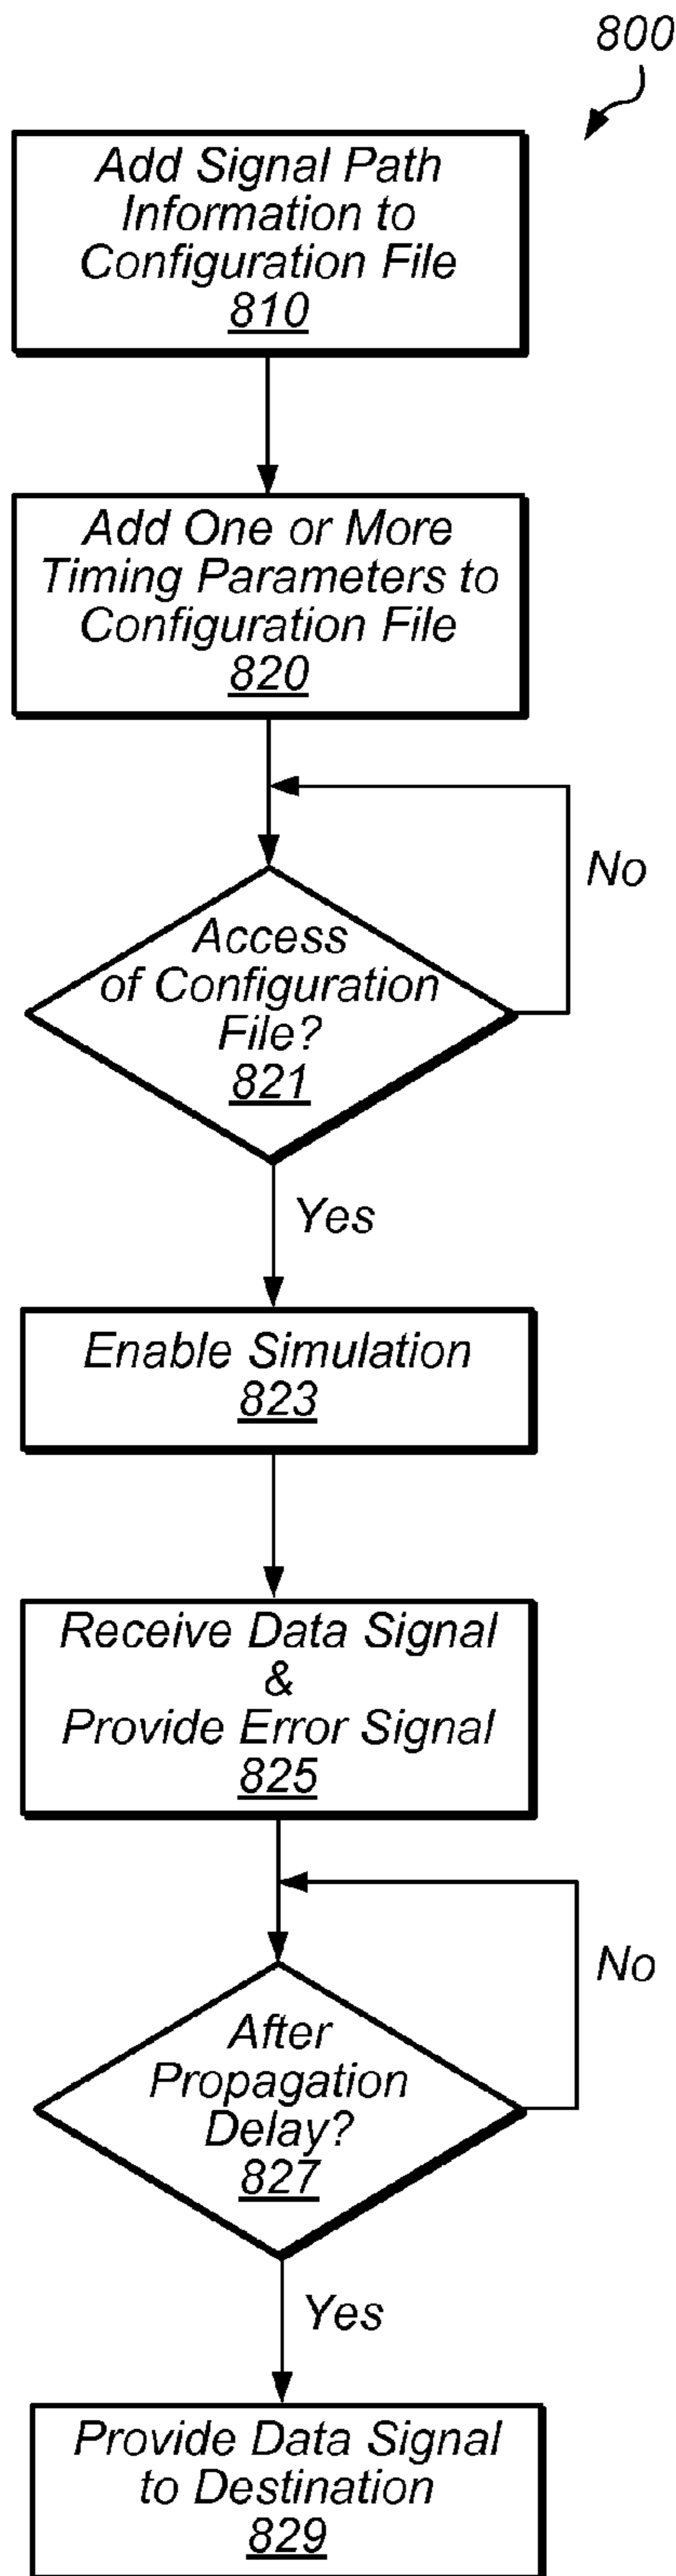 800
Add Signal Path
Information to
Configuration File
810
Add One or More
Timing Parameters to
Configuration File
820
No
Access
of Configuration
File?
821
Yes
Enable Simulation
823
Receive Data Signal
&
Provide Error Signal
825
No
After
Propagation
Delay?
827
Yes
Provide Data Signal
to Destination
829